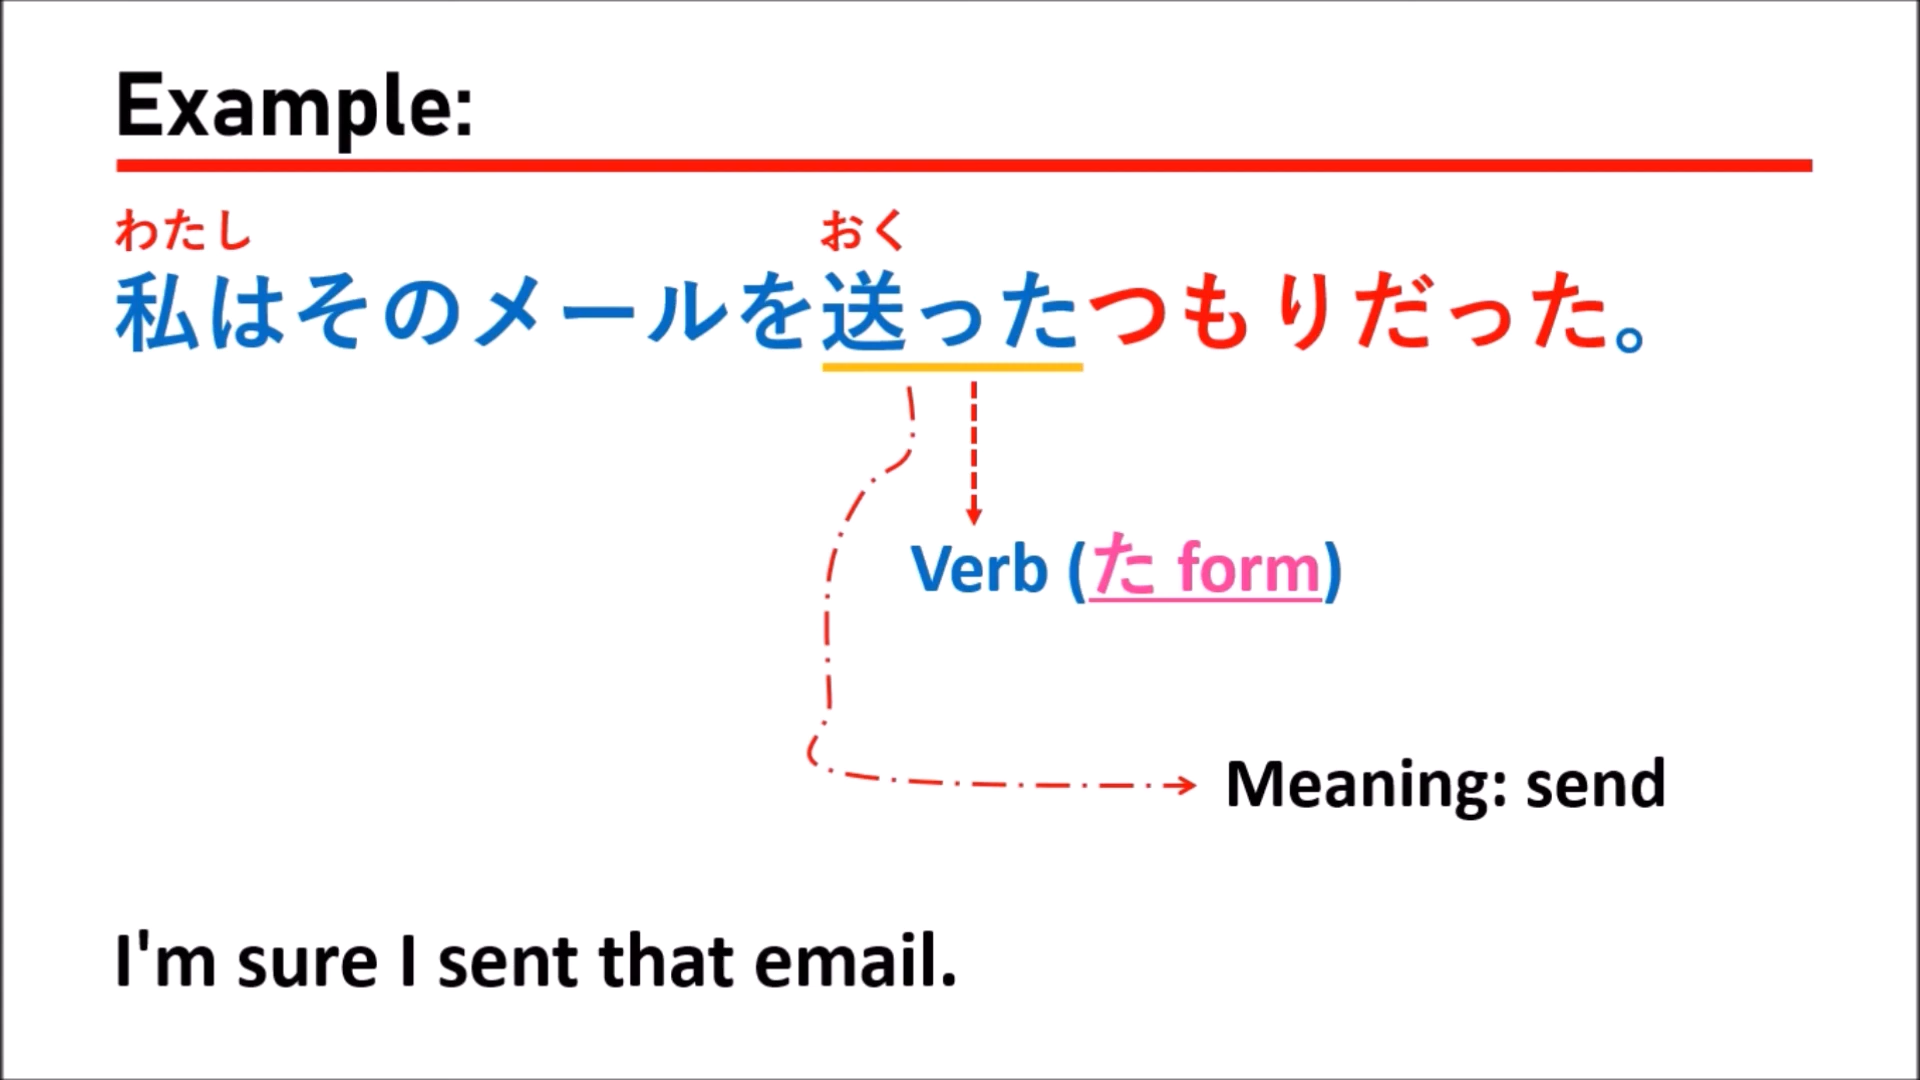 Example:
わたし おく
私はそのメールを送ったつもりだった。
Verb (た form)
Meaning: send
I'm sure I sent that email.